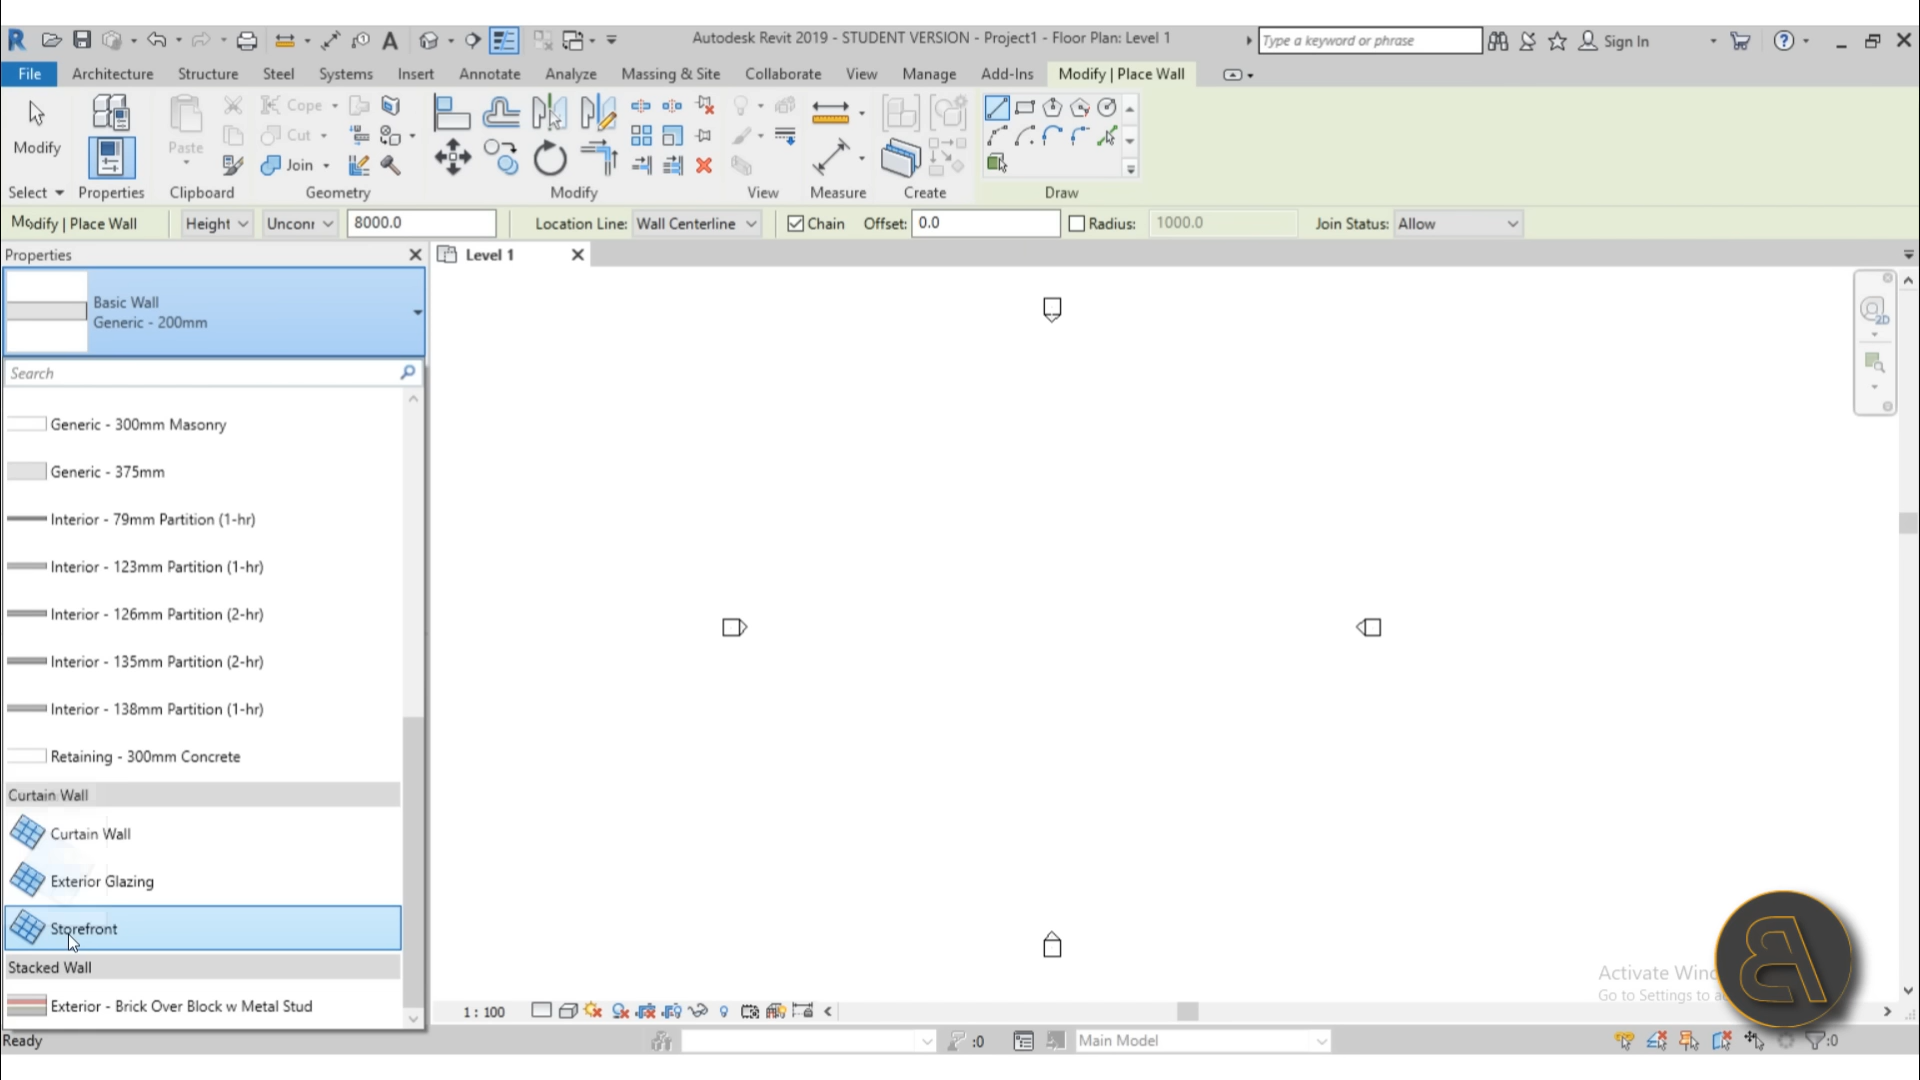 Autodesk Revit 2019 - STUDENT VERSION - Project1 - Floor Plan: Level 1
Type a keyword or phrase
Sign In
File Architecture Structure Steel Systems Insert Annotate Analyze Massing & Site Collaborate View Manage Add-Ins Modify | Place Wall
Modify
Paste
Cope
Cut
Join
Select Properties Clipboard Geometry Modify View Measure Create Draw
Modify | Place Wall Height Unconr 8000.0 Location Line: Wall Centerline Chain Offset: 0.0 Radius: 1000.0 Join Status: Allow
Properties
Level 1
Basic Wall
Generic - 200mm
2D
Search
Generic - 300mm Masonry
Generic - 375mm
Interior - 79mm Partition (1-hr)
Interior - 123mm Partition (1-hr)
Interior - 126mm Partition (2-hr)
Interior - 135mm Partition (2-hr)
Interior - 138mm Partition (1-hr)
Retaining - 300mm Concrete
Curtain Wall
Curtain Wall
Exterior Glazing
Storefront
Stacked Wall
Exterior - Brick Over Block w Metal Stud
Activate Wind
Go to Settings to a
1 : 100
Ready
:0
Main Model
:0